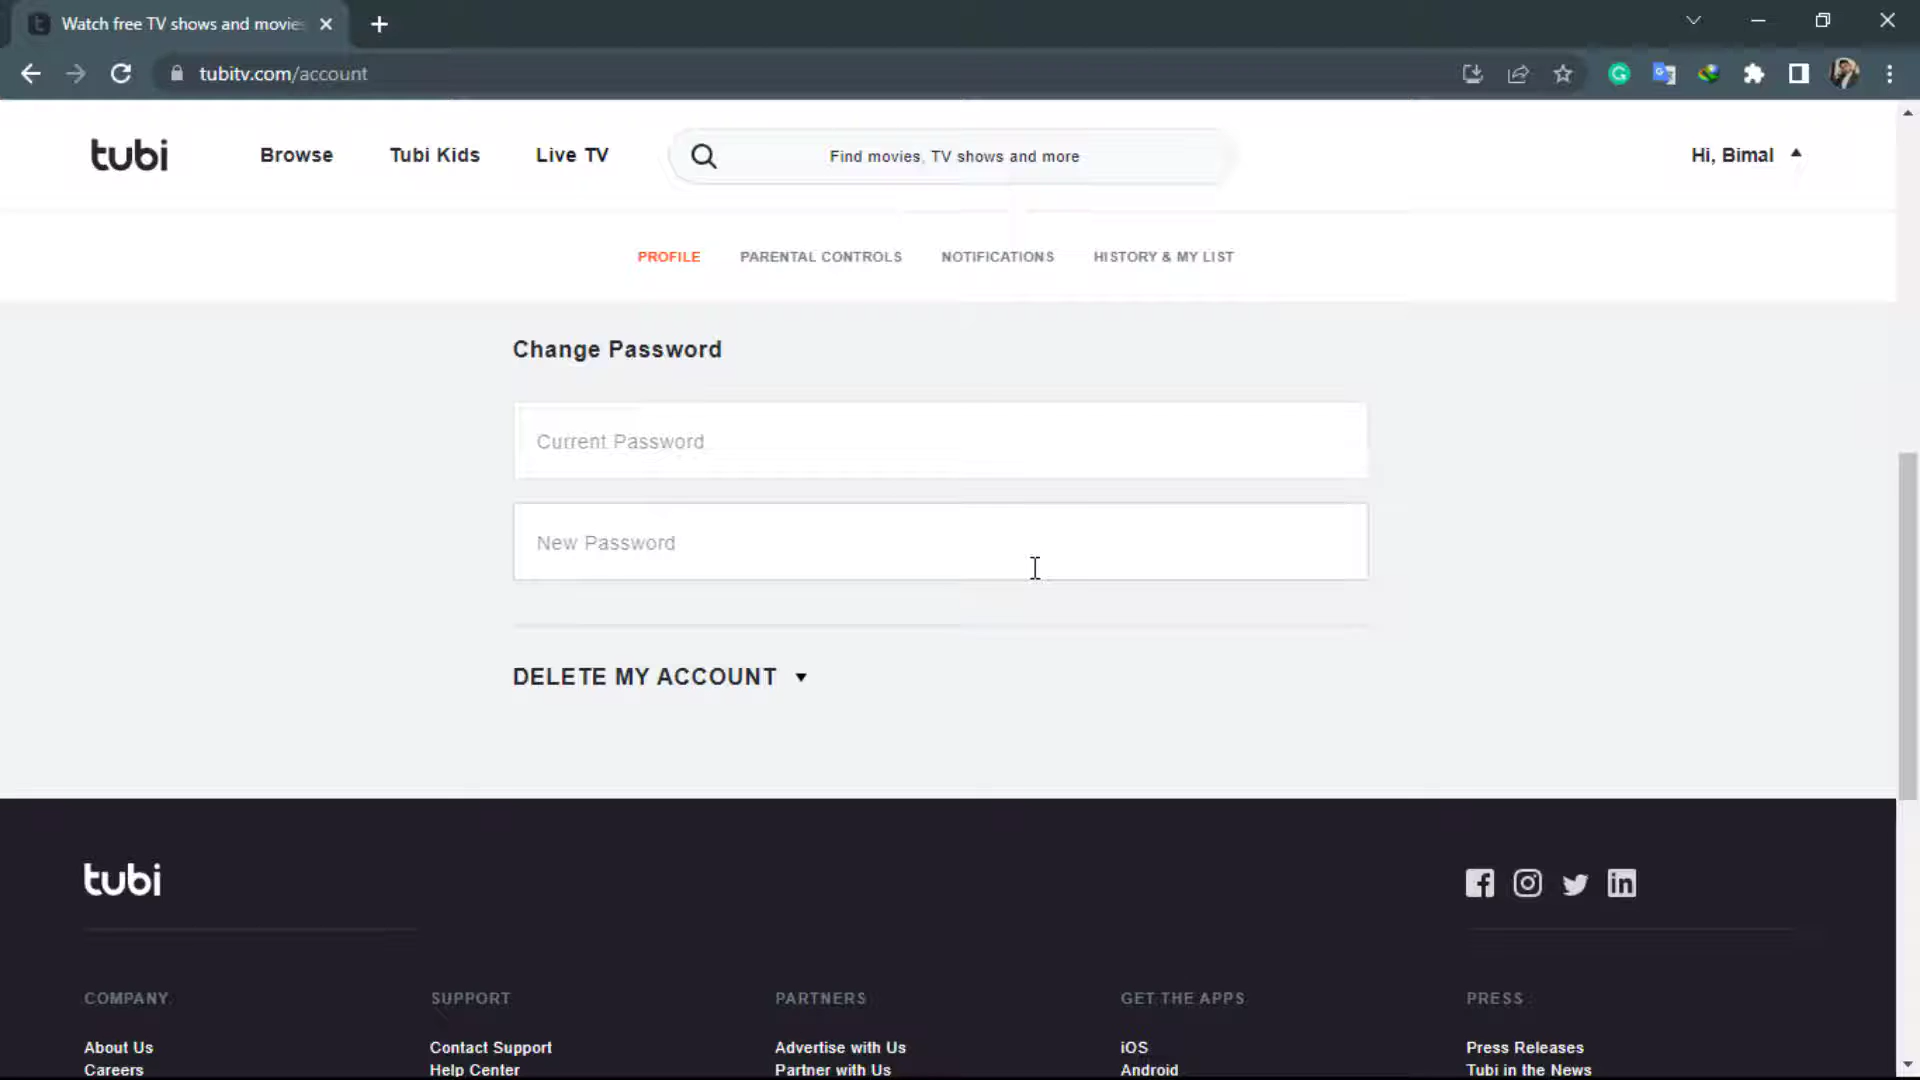 Watch free TV shows and movies
tubitv.com/account
tubi
Browse
Tubi Kids
Live TV
Find movies, TV shows and more
Hi, Bimal
PROFILE
PARENTAL CONTROLS
NOTIFICATIONS
HISTORY & MY LIST
Change Password
Current Password
New Password
DELETE MY ACCOUNT
tubi
COMPANY
About Us
Careers
SUPPORT
Contact Support
Help Center
PARTNERS
Advertise with Us
Partner with Us
GET THE APPS
iOS
Android
PRESS
Press Releases
Tubi in the News